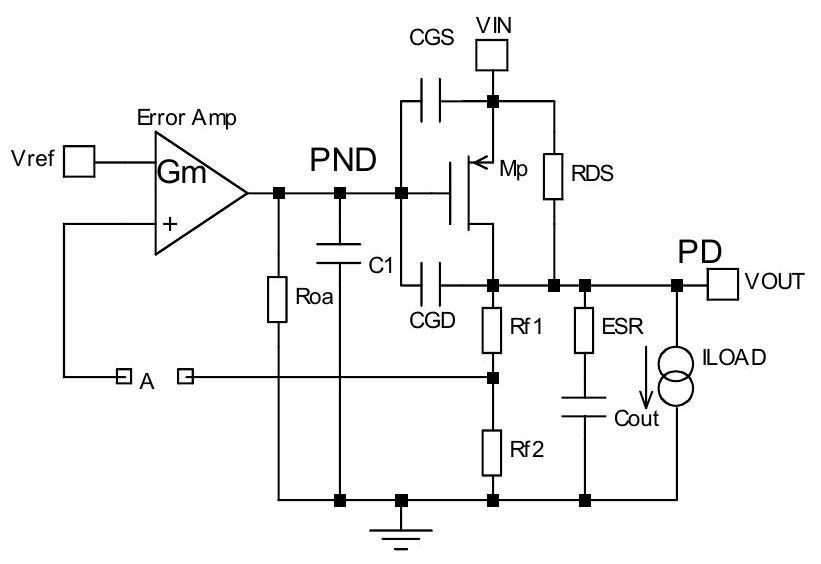 CGS
VIN
Error Amp
Vref
Gm
PND
Mp
RDS
+
C1
PD
VOUT
Roa
CGD
Rf1
ESR
ILOAD
A
Cout
Rf2